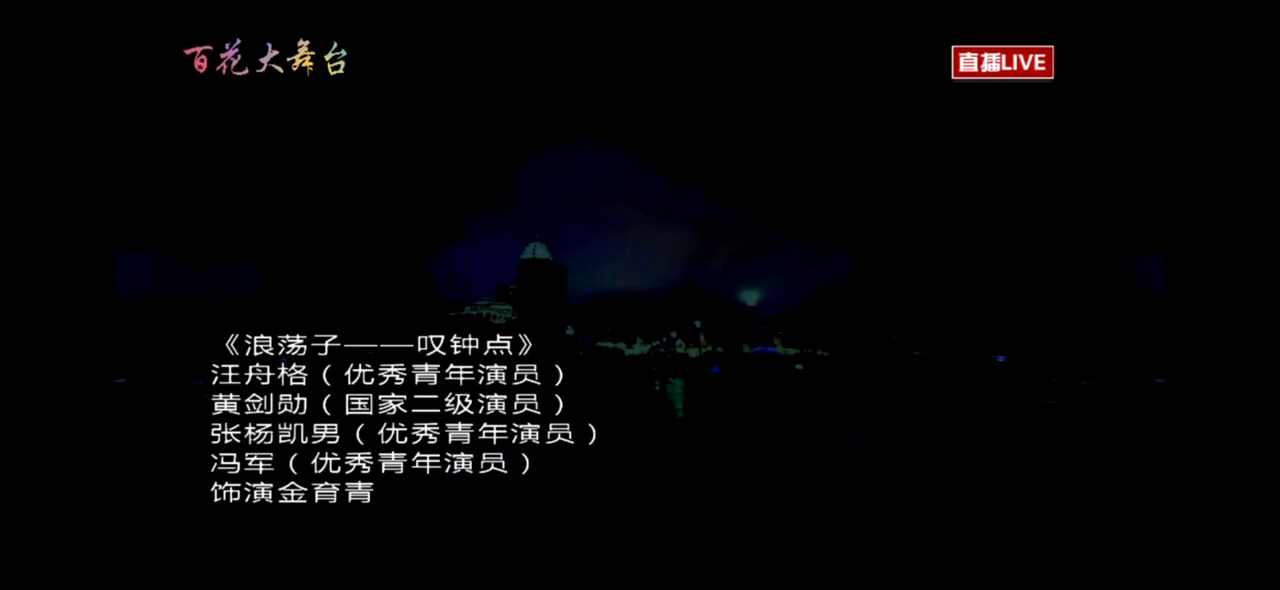 百花大舞台
直播LIVE
《浪荡子——叹钟点》
汪舟格（优秀青年演员）
黄剑勋（国家二级演员）
张杨凯男（优秀青年演员）
冯军（优秀青年演员）
饰演金育青